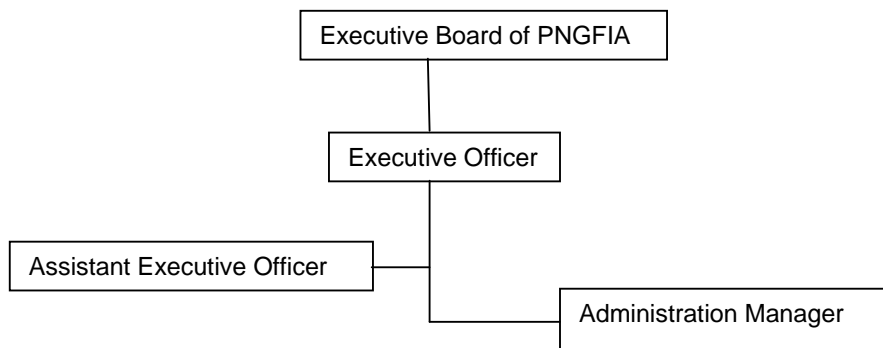 Executive Board of PNGFIA
Executive Officer
Assistant Executive Officer
Administration Manager